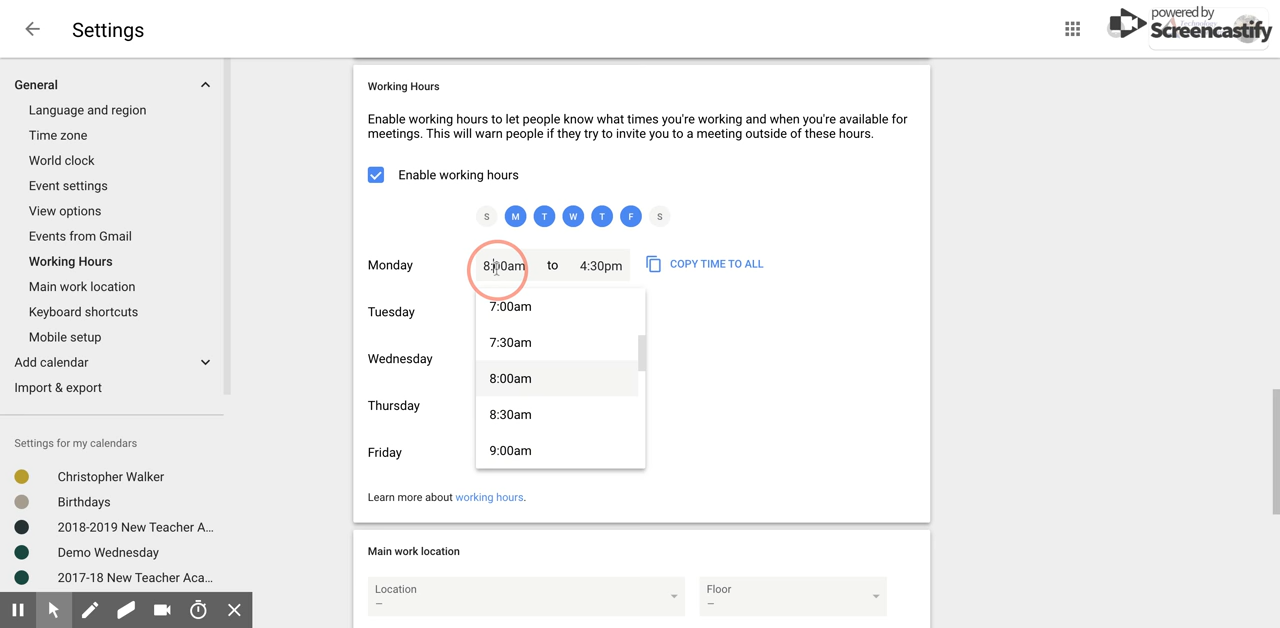 Settings
powered by
Screencastify
General
Language and region
Time zone
World clock
Event settings
View options
Events from Gmail
Working Hours
Main work location
Keyboard shortcuts
Mobile setup
Add calendar
Import & export
Settings for my calendars
Christopher Walker
Birthdays
2018-2019 New Teacher A...
Demo Wednesday
2017-18 New Teacher Aca...
Working Hours
Enable working hours to let people know what times you're working and when you're available for
meetings. This will warn people if they try to invite you to a meeting outside of these hours.
Enable working hours
S M T W T F S
Monday 8:00am to 4:30pm COPY TIME TO ALL
7:00am
Tuesday
7:30am
Wednesday
8:00am
Thursday
8:30am
Friday
9:00am
Learn more about working hours.
Main work location
Location
–
Floor
–